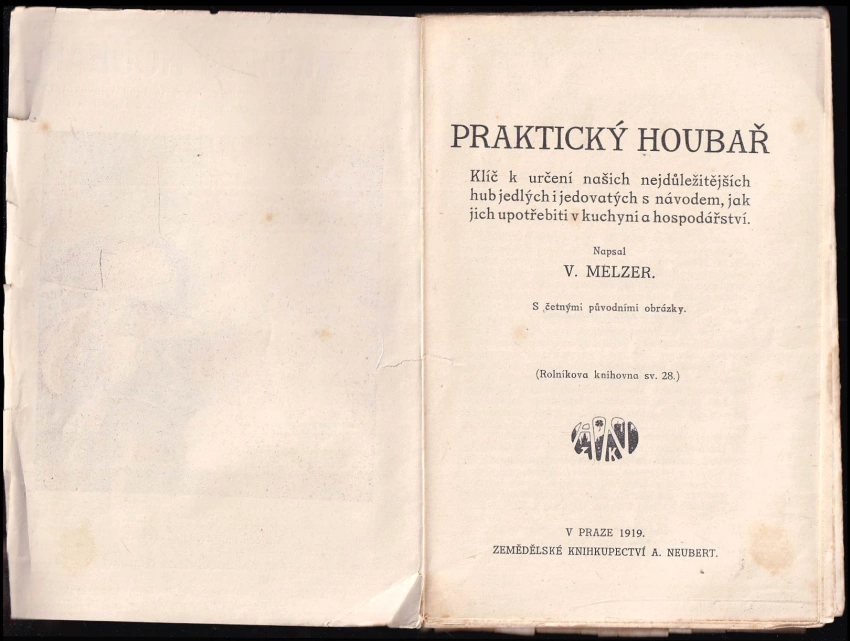 PRAKTICKÝ HOUBAŘ
Klíč k určení našich nejdůležitějších
hub jedlých i jedovatých s návodem, jak
jich upotřebiti v kuchyni a hospodářství.
Napsal
V. MELZER.
S četnými původními obrázky.
(Rolníkova knihovna sv. 28.)
V PRAZE 1919.
ZEMĚDĚLSKÉ KNIHKUPECTVÍ A. NEUBERT.